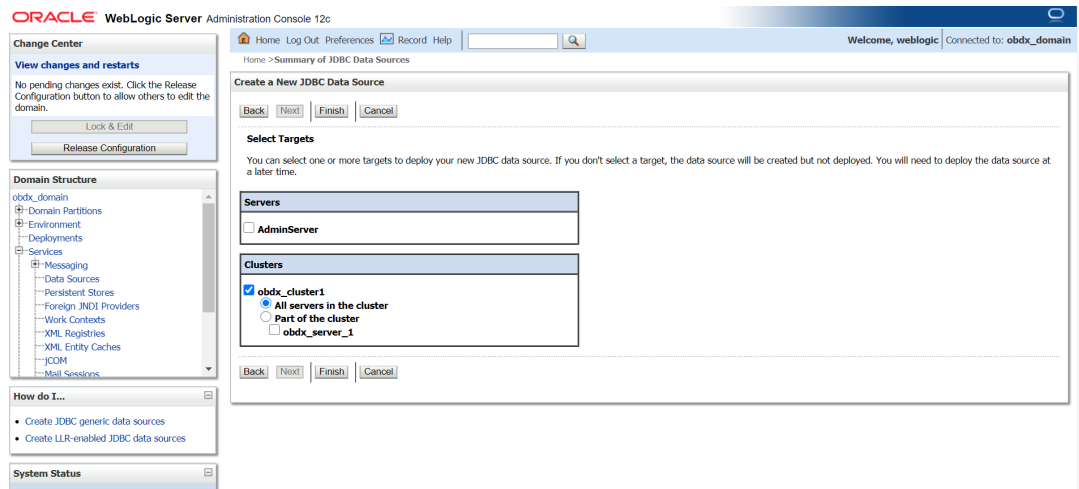 ORACLE WebLogic Server Administration Console 12c
Change Center
View changes and restarts
No pending changes exist. Click the Release
Configuration button to allow others to edit the
domain.
Lock & Edit
Release Configuration
Domain Structure
obdx_domain
Domain Partitions
Environment
Deployments
Services
Messaging
Data Sources
Persistent Stores
Foreign JNDI Providers
Work Contexts
XML Registries
XML Entity Caches
jCOM
Mail Sessions
How do I...
Create JDBC generic data sources
Create LLR-enabled JDBC data sources
System Status
Home Log Out Preferences Record Help
Welcome, weblogic Connected to: obdx_domain
Home >Summary of JDBC Data Sources
Create a New JDBC Data Source
Back Next Finish Cancel
Select Targets
You can select one or more targets to deploy your new JDBC data source. If you don't select a target, the data source will be created but not deployed. You will need to deploy the data source at
a later time.
Servers
AdminServer
Clusters
obdx_cluster1
All servers in the cluster
Part of the cluster
obdx_server_1
Back Next Finish Cancel